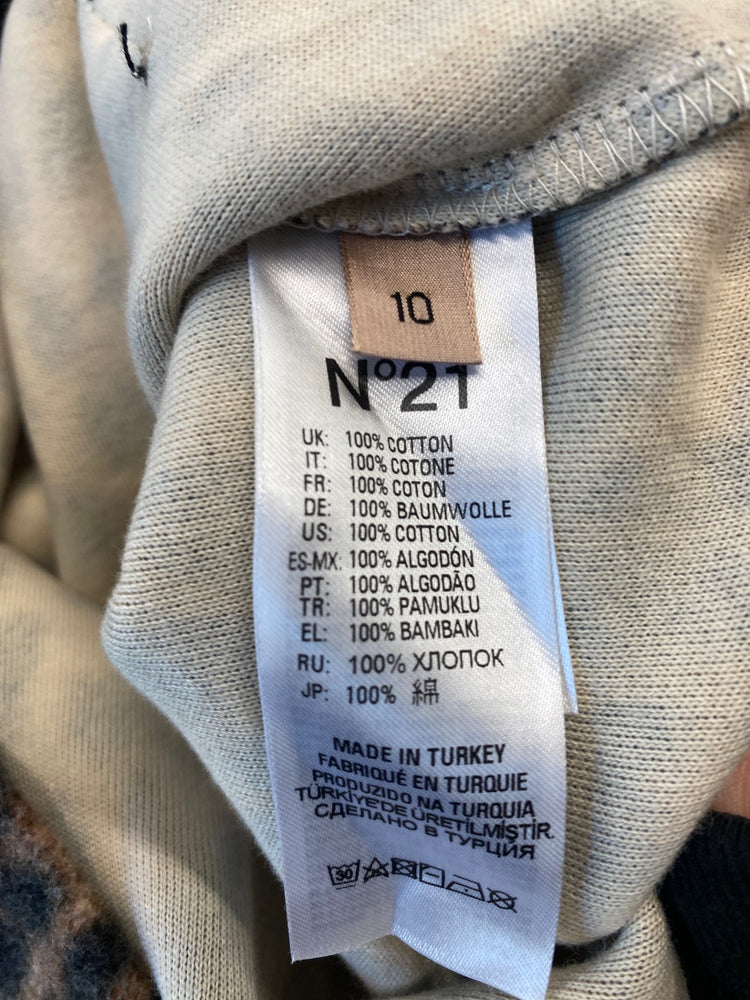 10
N°21
UK: 100% COTTON
IT: 100% COTONE
FR: 100% COTON
DE: 100% BAUMWOLLE
US: 100% COTTON
ES-MX: 100% ALGODÓN
PT: 100% ALGODÃO
TR: 100% PAMUKLU
EL: 100% BAMBAKI
RU: 100% ХЛОПОК
JP: 100% 綿
MADE IN TURKEY
FABRIQUÉ EN TURQUIE
PRODUZIDO NA TURQUIA
TÜRKİYE'DE ÜRETİLMİŞTİR
СДЕЛАНО В ТУРЦИЯ
30